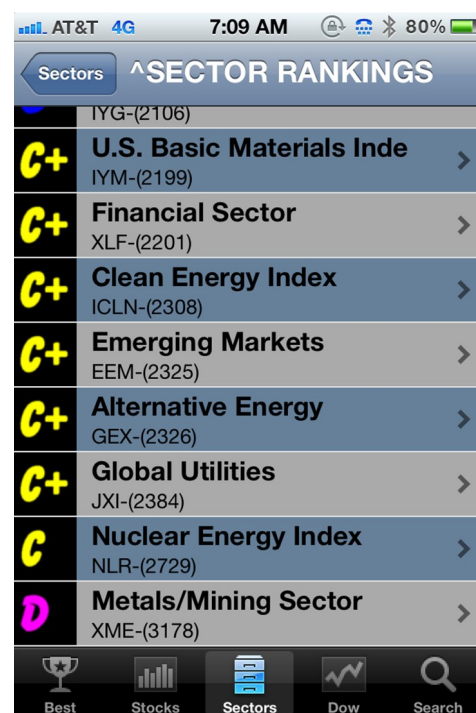 AT&T 4G 7:09 AM 80%
Sectors ^SECTOR RANKINGS
IYG-(2106)
C+ U.S. Basic Materials Inde
IYM-(2199)
C+ Financial Sector
XLF-(2201)
C+ Clean Energy Index
ICLN-(2308)
C+ Emerging Markets
EEM-(2325)
C+ Alternative Energy
GEX-(2326)
C+ Global Utilities
JXI-(2384)
C Nuclear Energy Index
NLR-(2729)
D Metals/Mining Sector
XME-(3178)
Best Stocks Sectors Dow Search